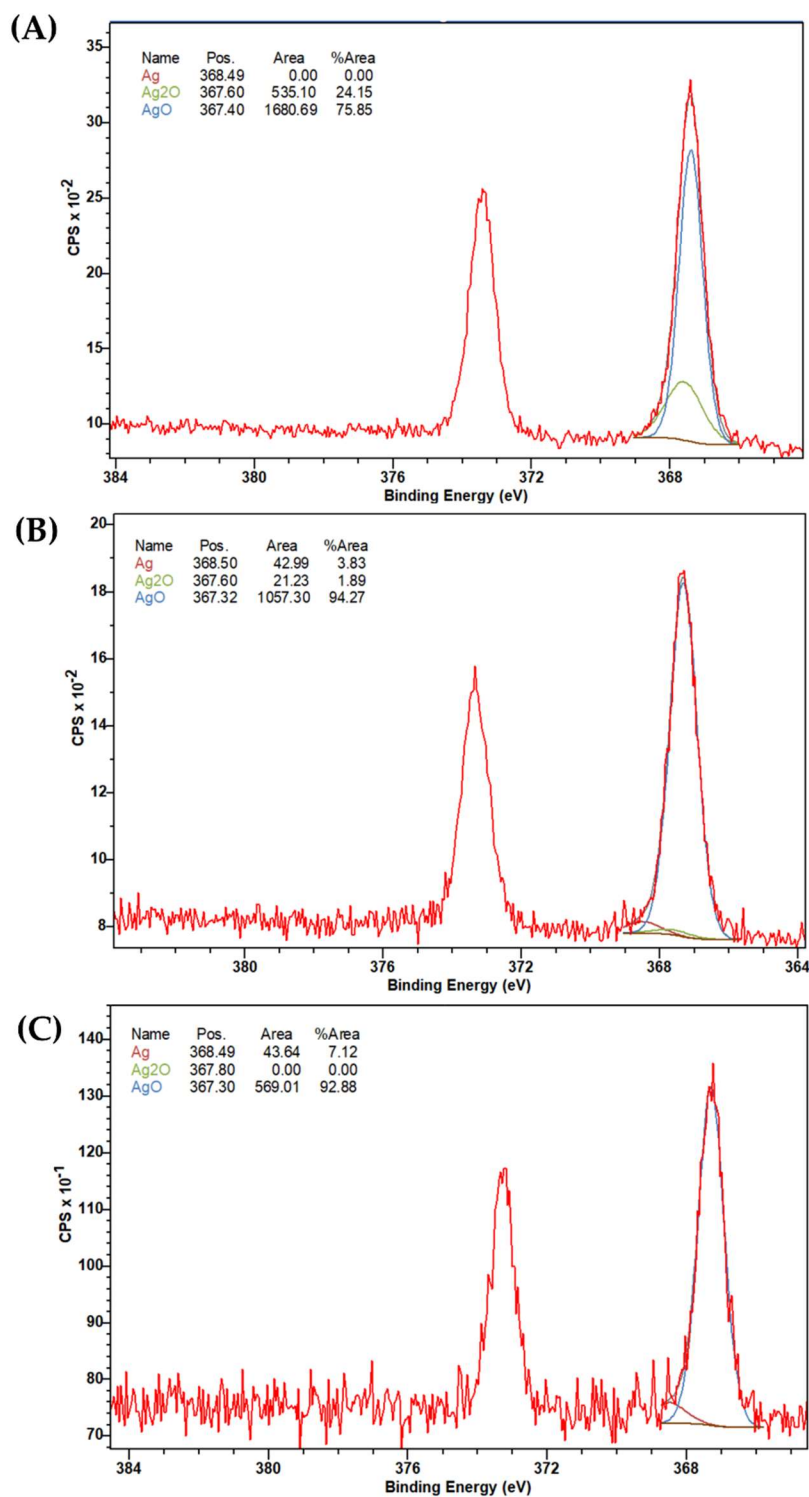 (A)
Name Pos. Area %Area
Ag 368.49 0.00 0.00
Ag2O 367.60 535.10 24.15
AgO 367.40 1680.69 75.85
CPS x 10⁻²
35
30
25
20
15
10
384 380 376 372 368
Binding Energy (eV)
(B)
Name Pos. Area %Area
Ag 368.50 42.99 3.83
Ag2O 367.60 21.23 1.89
AgO 367.32 1057.30 94.27
CPS x 10⁻²
20
18
16
14
12
10
8
380 376 372 368 364
Binding Energy (eV)
(C)
Name Pos. Area %Area
Ag 368.49 43.64 7.12
Ag2O 367.80 0.00 0.00
AgO 367.30 569.01 92.88
CPS x 10⁻¹
140
130
120
110
100
90
80
70
384 380 376 372 368
Binding Energy (eV)